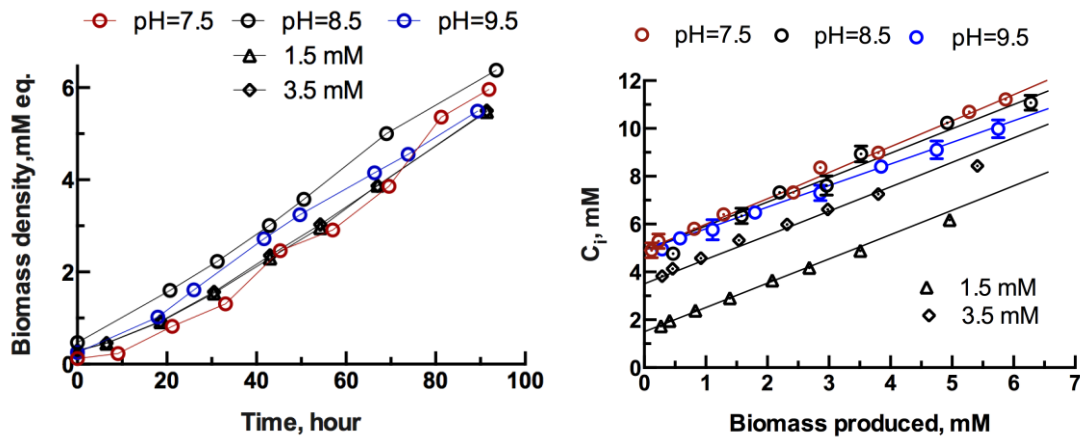 pH=7.5 pH=8.5 pH=9.5
1.5 mM
3.5 mM
Biomass density,mM eq.
6
4
2
0
0 20 40 60 80 100
Time, hour
pH=7.5 pH=8.5 pH=9.5
C_i, mM
12
10
8
6
4
2
0
1.5 mM
3.5 mM
0 1 2 3 4 5 6 7
Biomass produced, mM